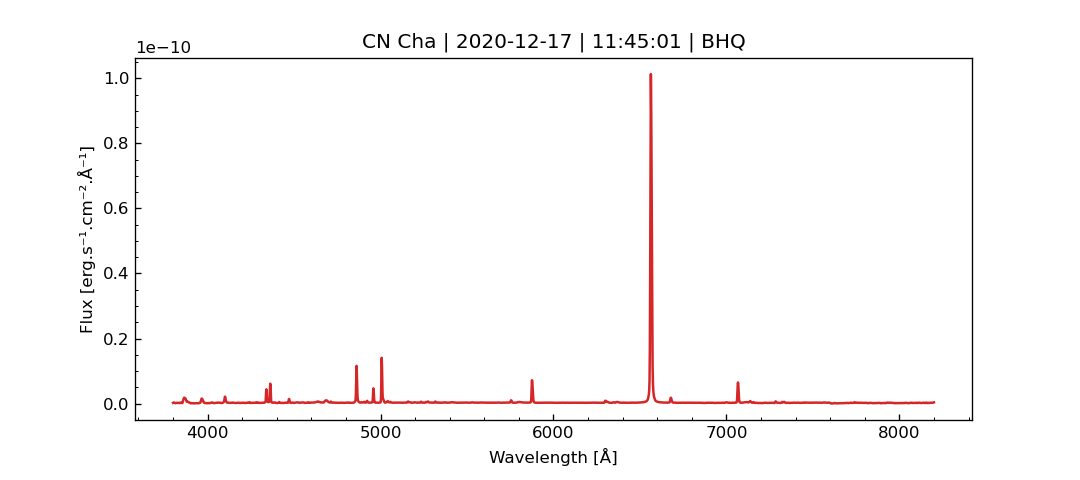 CN Cha | 2020-12-17 | 11:45:01 | BHQ
1e−10
1.0
0.8
0.6
0.4
0.2
0.0
Flux [erg.s⁻¹.cm⁻².Å⁻¹]
4000 5000 6000 7000 8000
Wavelength [Å]